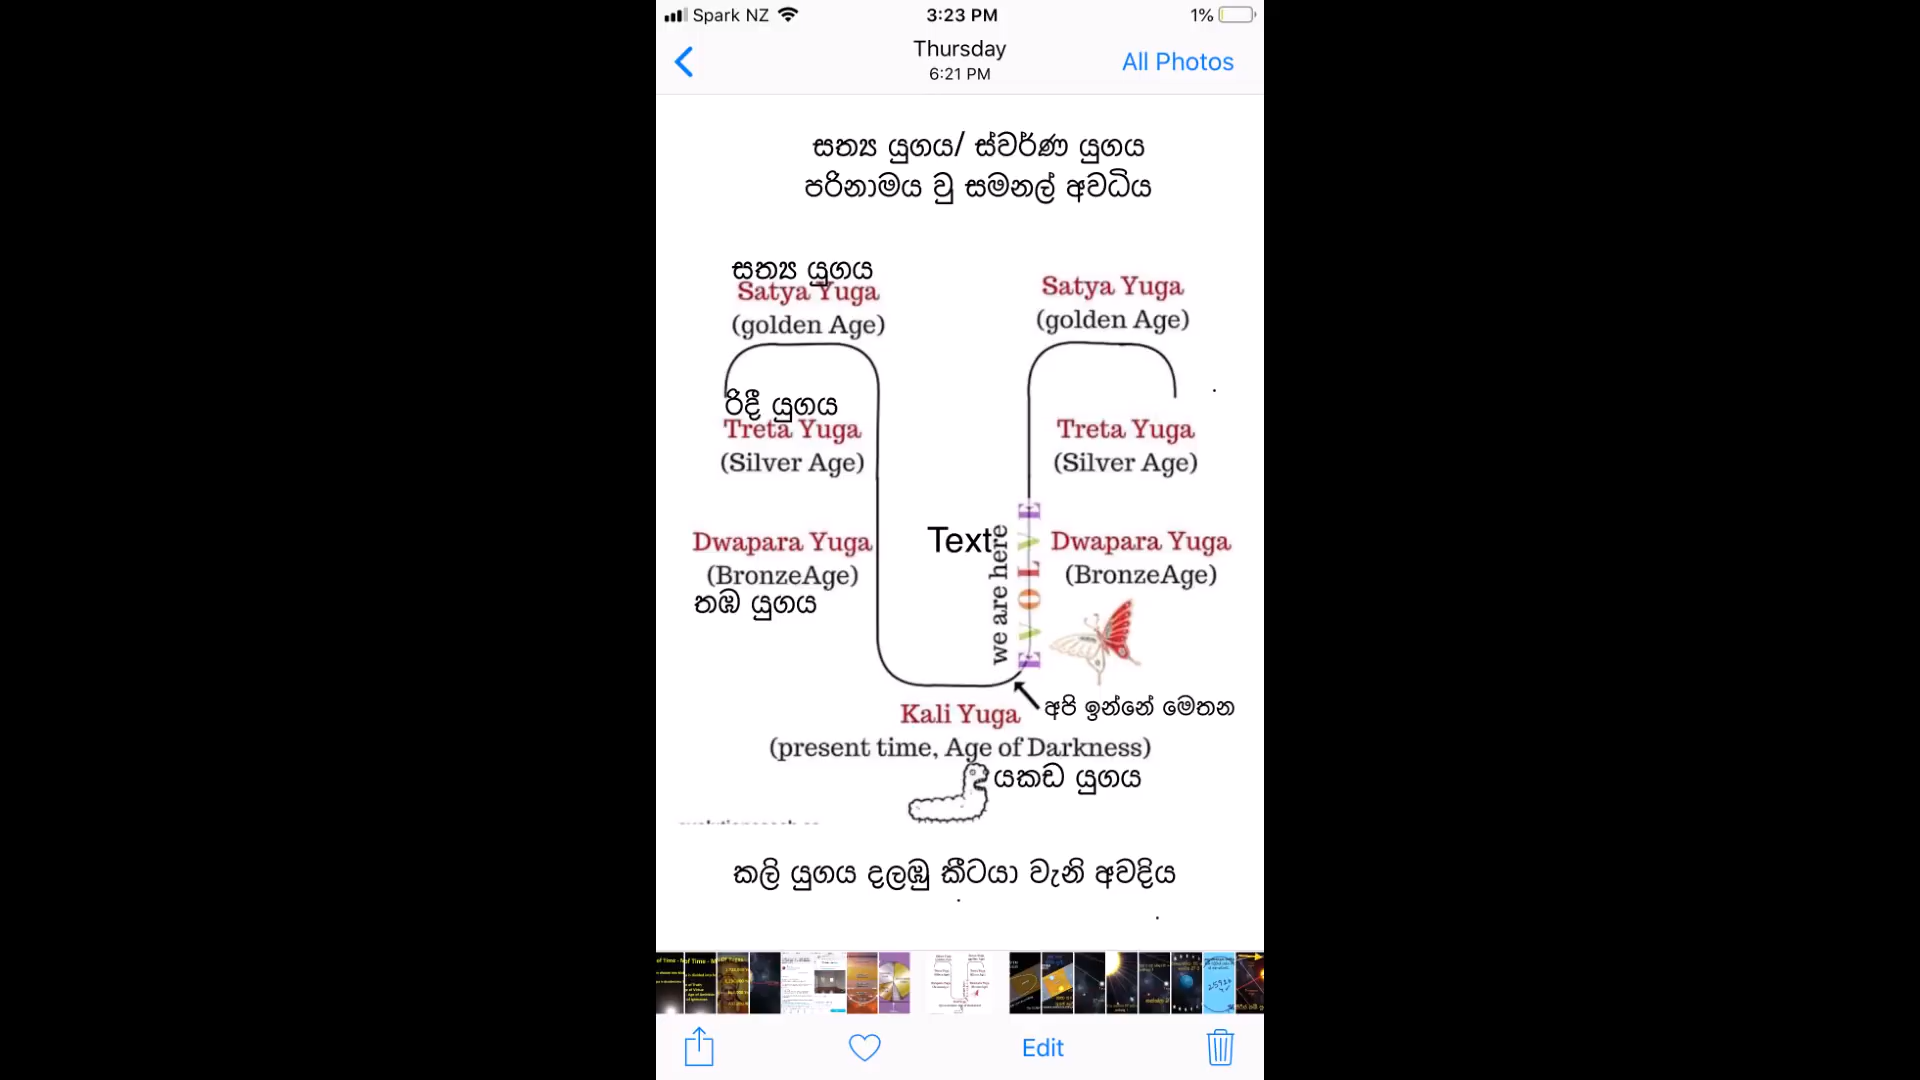 Spark NZ
3:23 PM
1%
Thursday
6:21 PM
All Photos
සත්‍ය යුගය/ ස්වර්ණ යුගය
පරිනාමය වු සමනල් අවධිය
සත්‍ය යුගය
Satya Yuga
(golden Age)
Satya Yuga
(golden Age)
රිදී යුගය
Treta Yuga
(Silver Age)
Treta Yuga
(Silver Age)
Dwapara Yuga
(BronzeAge)
තඹ යුගය
Text
we are here
EVOLVE
Dwapara Yuga
(BronzeAge)
අපි ඉන්නේ මෙතන
Kali Yuga
(present time, Age of Darkness)
යකඩ යුගය
කලි යුගය දලඹු කීටයා වැනි අවදිය
Edit